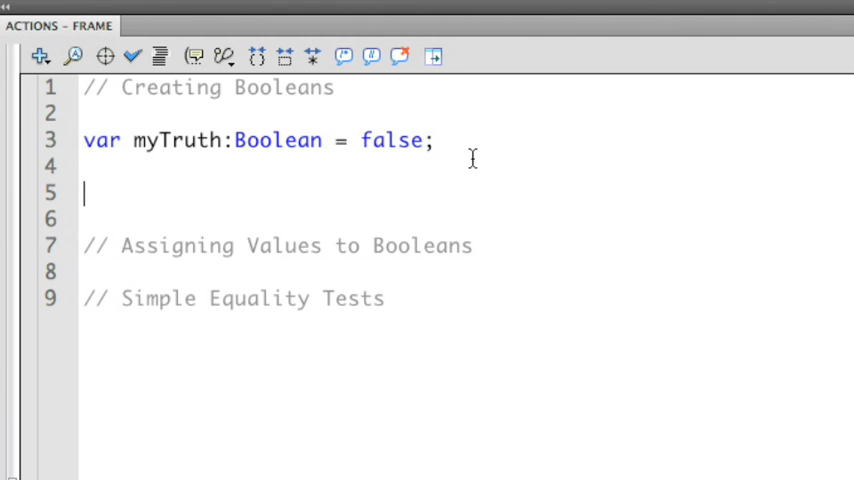 ACTIONS - FRAME
1 // Creating Booleans
2
3 var myTruth:Boolean = false;
4
5
6
7 // Assigning Values to Booleans
8
9 // Simple Equality Tests